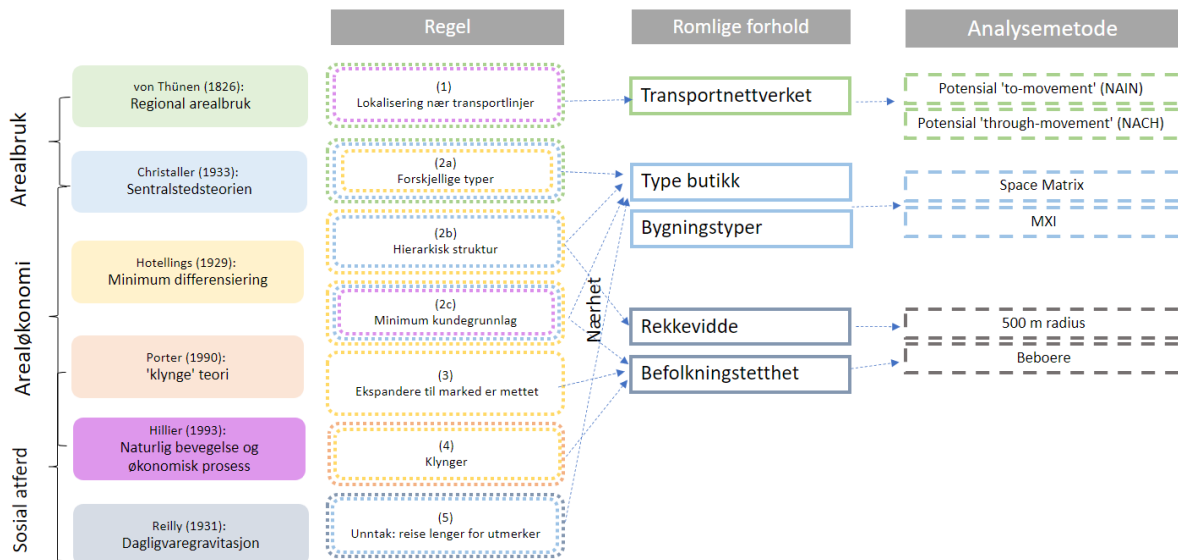 Regel
Romlige forhold
Analysemetode
Arealbruk
Arealøkonomi
Sosial atferd
von Thünen (1826):
Regional arealbruk
Christaller (1933):
Sentralstedsteorien
Hotellings (1929):
Minimum differensiering
Porter (1990):
'klynge' teori
Hillier (1993):
Naturlig bevegelse og
økonomisk prosess
Reilly (1931):
Dagligvaregravitasjon
(1)
Lokalisering nær transportlinjer
(2a)
Forskjellige typer
(2b)
Hierarkisk struktur
(2c)
Minimum kundegrunnlag
(3)
Ekspandere til marked er mettet
(4)
Klynger
(5)
Unntak: reise lenger for utmerker
Nærhet
Transportnettverket
Type butikk
Bygningstyper
Rekkevidde
Befolkningstetthet
Potensial 'to-movement' (NAIN)
Potensial 'through-movement' (NACH)
Space Matrix
MXI
500 m radius
Beboere